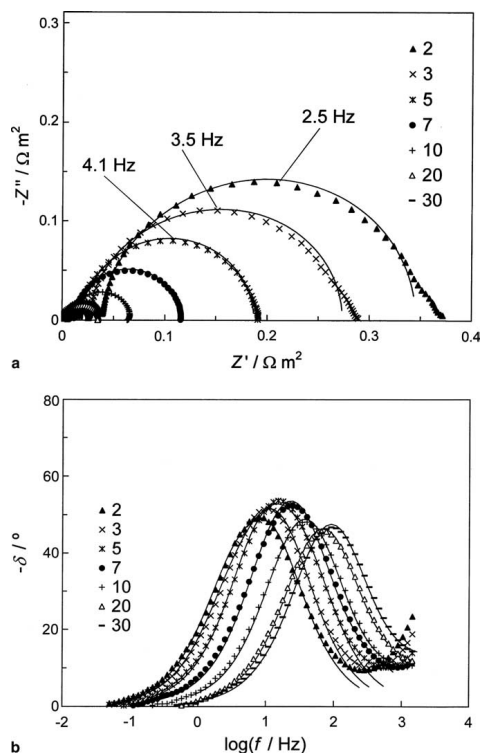 0.3
0.2
0.1
0
-Z'' / Ω m²
2.5 Hz
3.5 Hz
4.1 Hz
2
3
5
7
10
20
30
0 0.1 0.2 0.3 0.4
Z' / Ω m²
a
80
60
40
20
0
-δ / º
2
3
5
7
10
20
30
-2 -1 0 1 2 3 4
log(f / Hz)
b